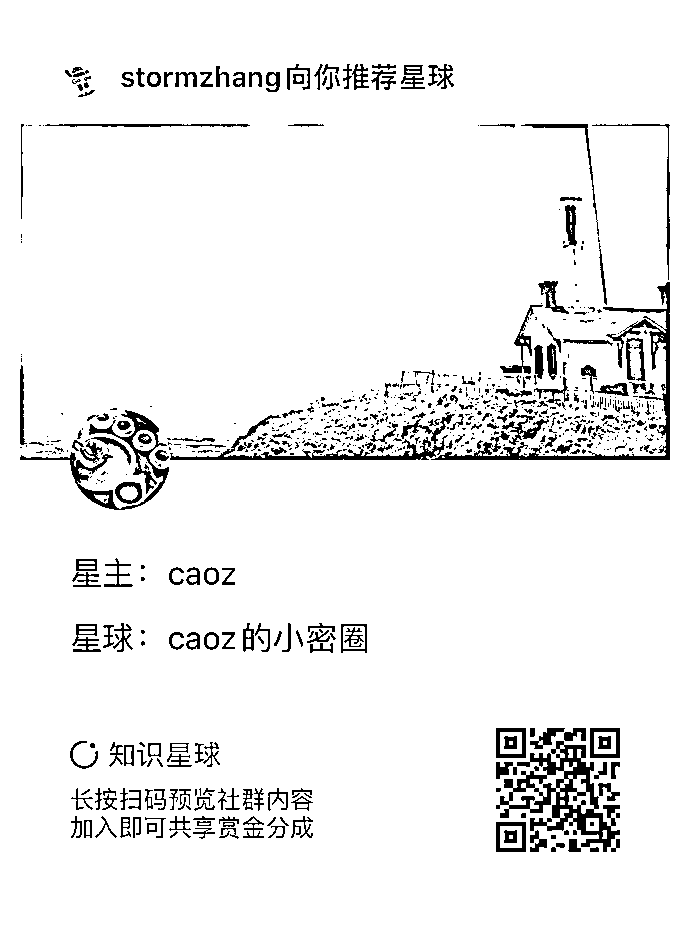 stormzhang向你推荐星球
星主：caoz
星球：caoz的小密圈
知识星球
长按扫码预览社群内容
加入即可共享赏金分成